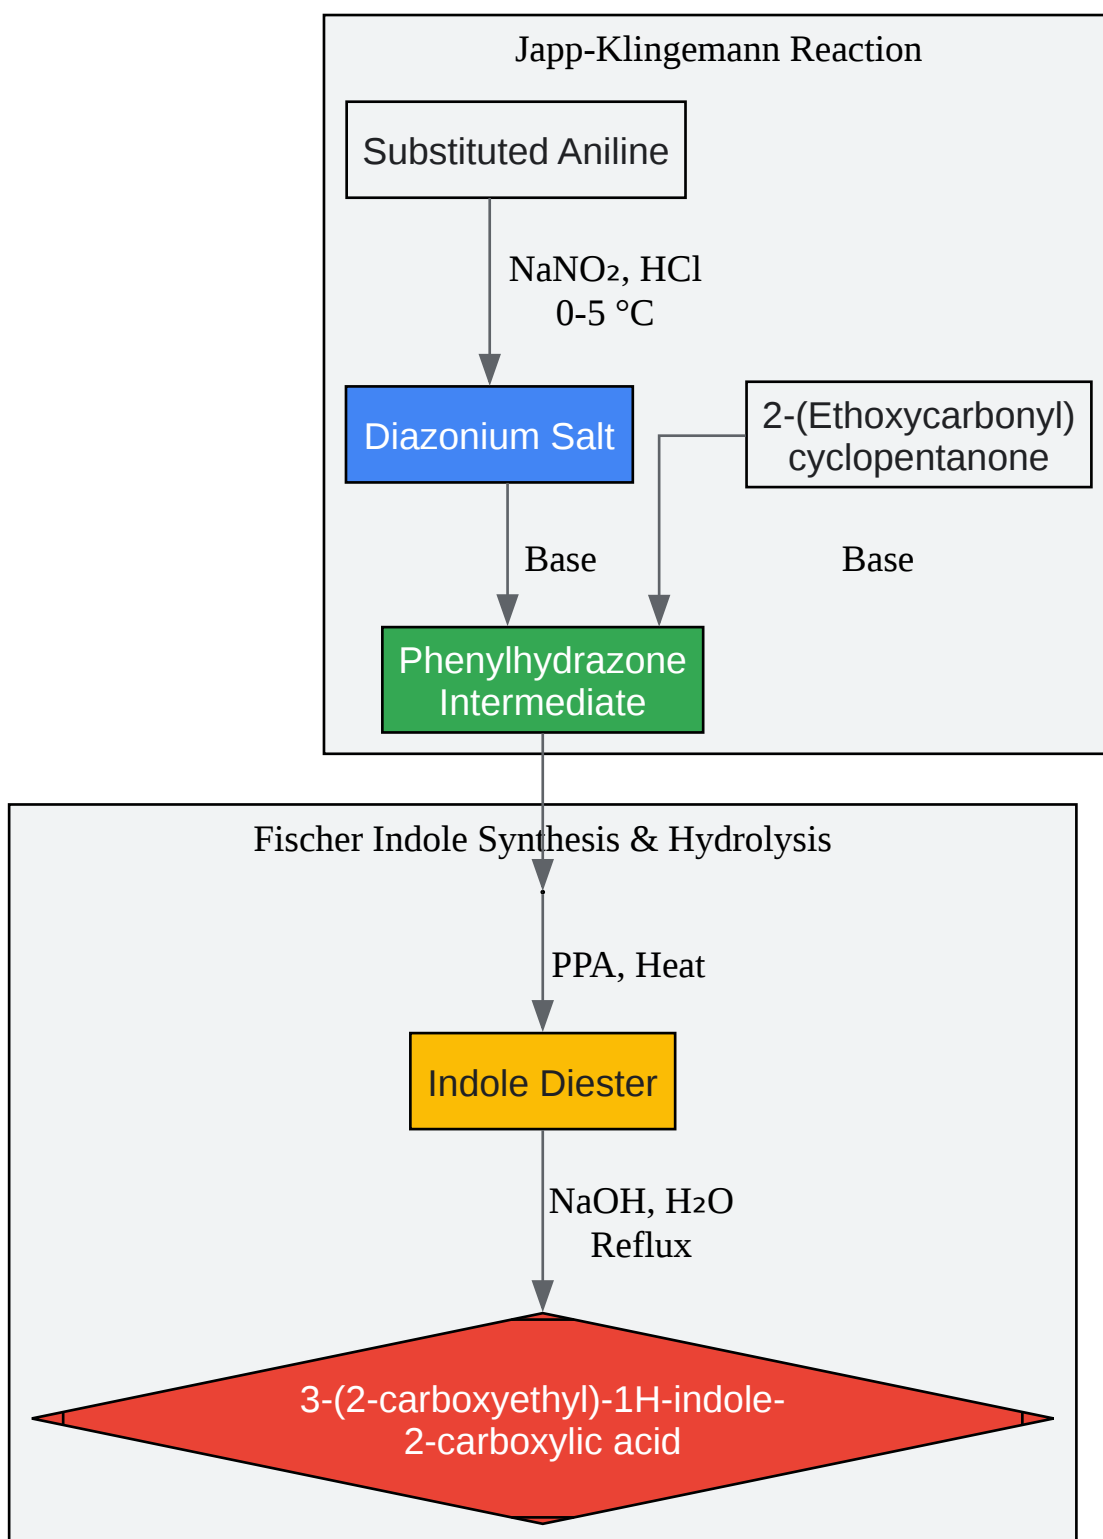 Japp-Klingemann Reaction
Substituted Aniline
NaNO₂, HCl
0-5 °C
Diazonium Salt
2-(Ethoxycarbonyl)
cyclopentanone
Base
Base
Phenylhydrazone
Intermediate
Fischer Indole Synthesis & Hydrolysis
PPA, Heat
Indole Diester
NaOH, H₂O
Reflux
3-(2-carboxyethyl)-1H-indole-
2-carboxylic acid